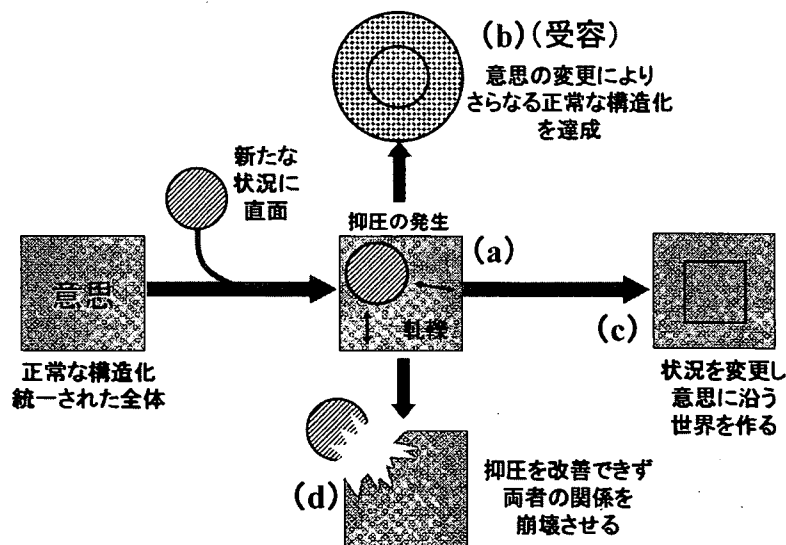 (b)(受容)
意思の変更により
さらなる正常な構造化
を達成
新たな
状況に
直面
抑圧の発生
(a)
意思
軋轢
(c)
正常な構造化
統一された全体
状況を変更し
意思に沿う
世界を作る
(d)
抑圧を改善できず
両者の関係を
崩壊させる